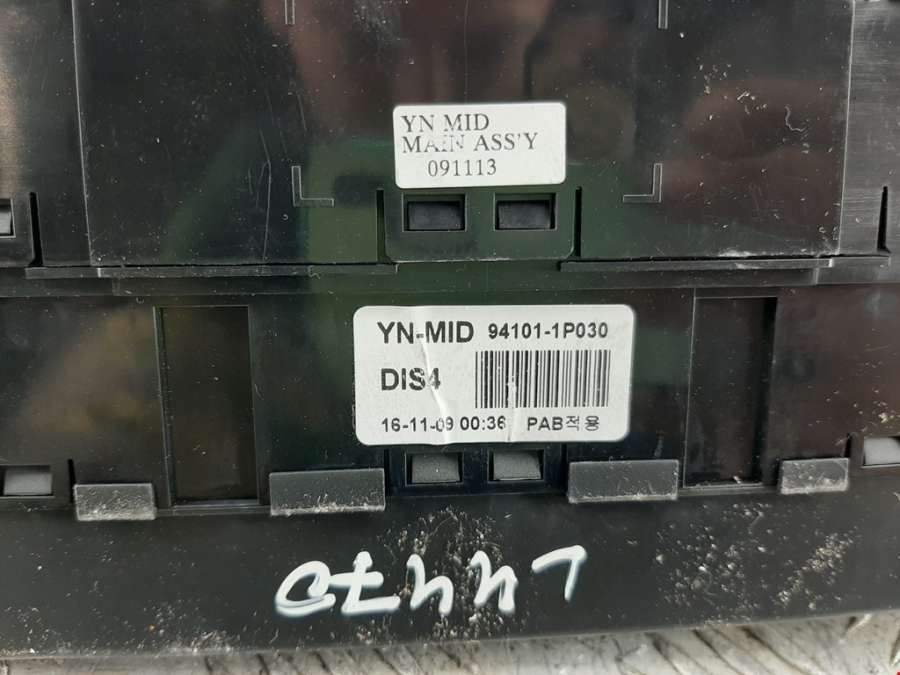 YN MID
MAIN ASS'Y
091113
YN-MID 94101-1P030
DIS4
16-11-09 00:36 PAB적용